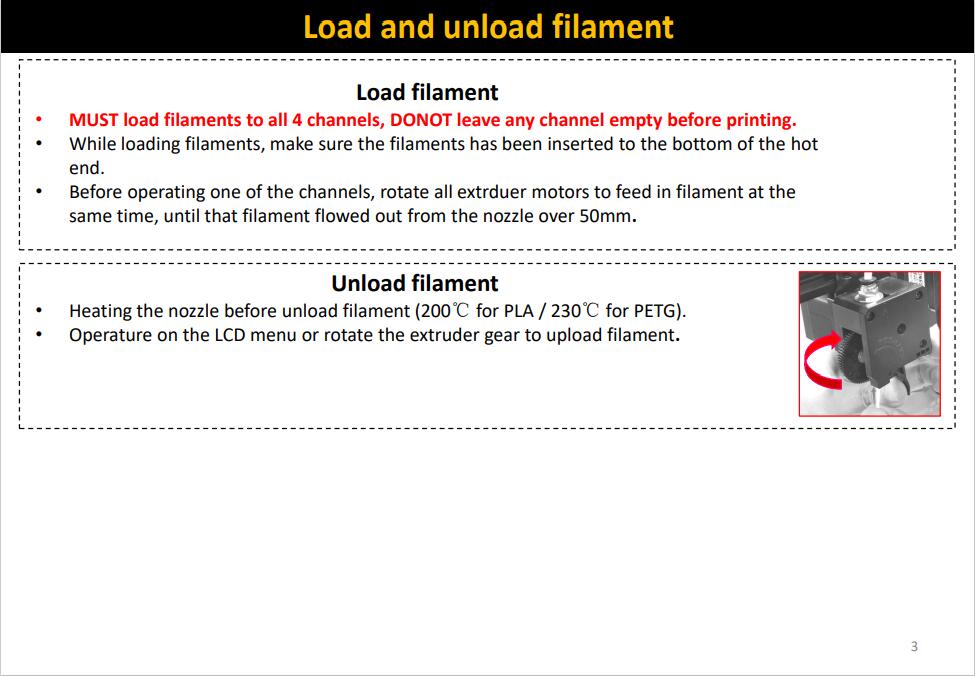 Load and unload filament
Load filament
• MUST load filaments to all 4 channels, DONOT leave any channel empty before printing.
• While loading filaments, make sure the filaments has been inserted to the bottom of the hot
end.
• Before operating one of the channels, rotate all extrduer motors to feed in filament at the
same time, until that filament flowed out from the nozzle over 50mm.
Unload filament
• Heating the nozzle before unload filament (200℃ for PLA / 230℃ for PETG).
• Operature on the LCD menu or rotate the extruder gear to upload filament.
3